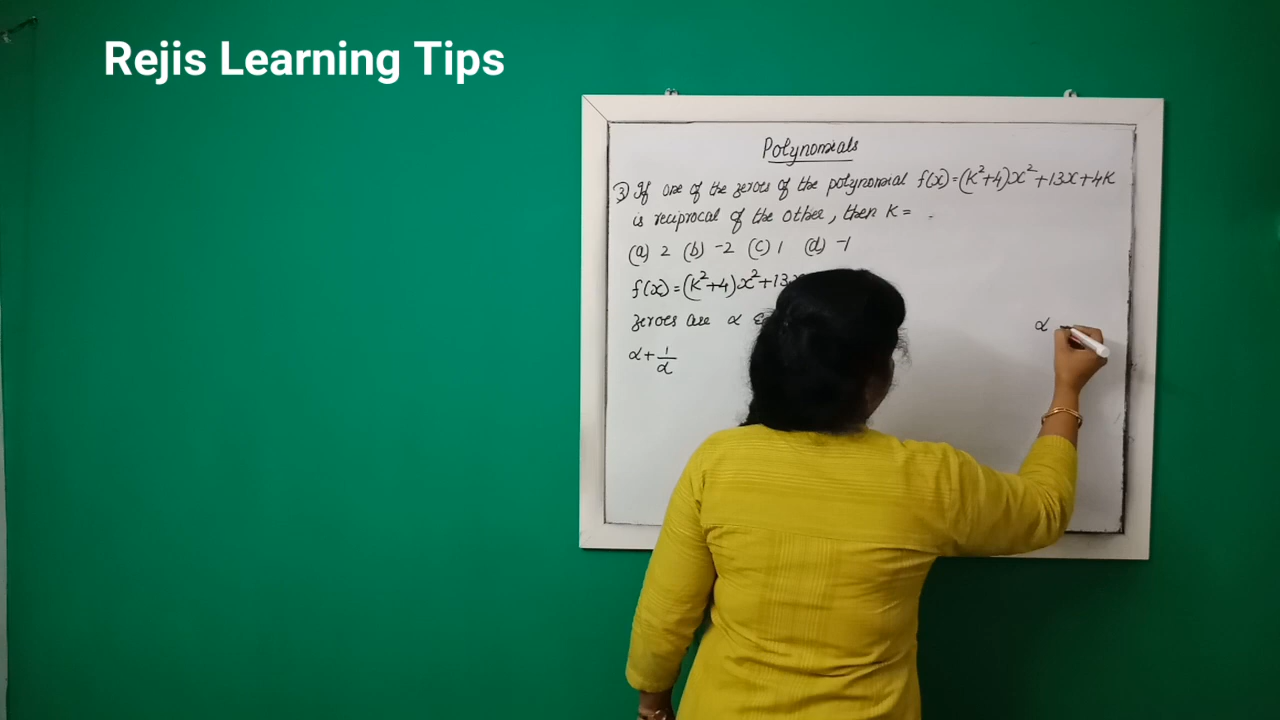 Rejis Learning Tips
Polynomials
3) If one of the zeroes of the polynomial f(x)=(K²+4)x²+13x+4K
is reciprocal of the other, then K=
(a) 2 (b) -2 (c) 1 (d) -1
f(x)=(K²+4)x²+13x
zeroes are α
α+1/α
α